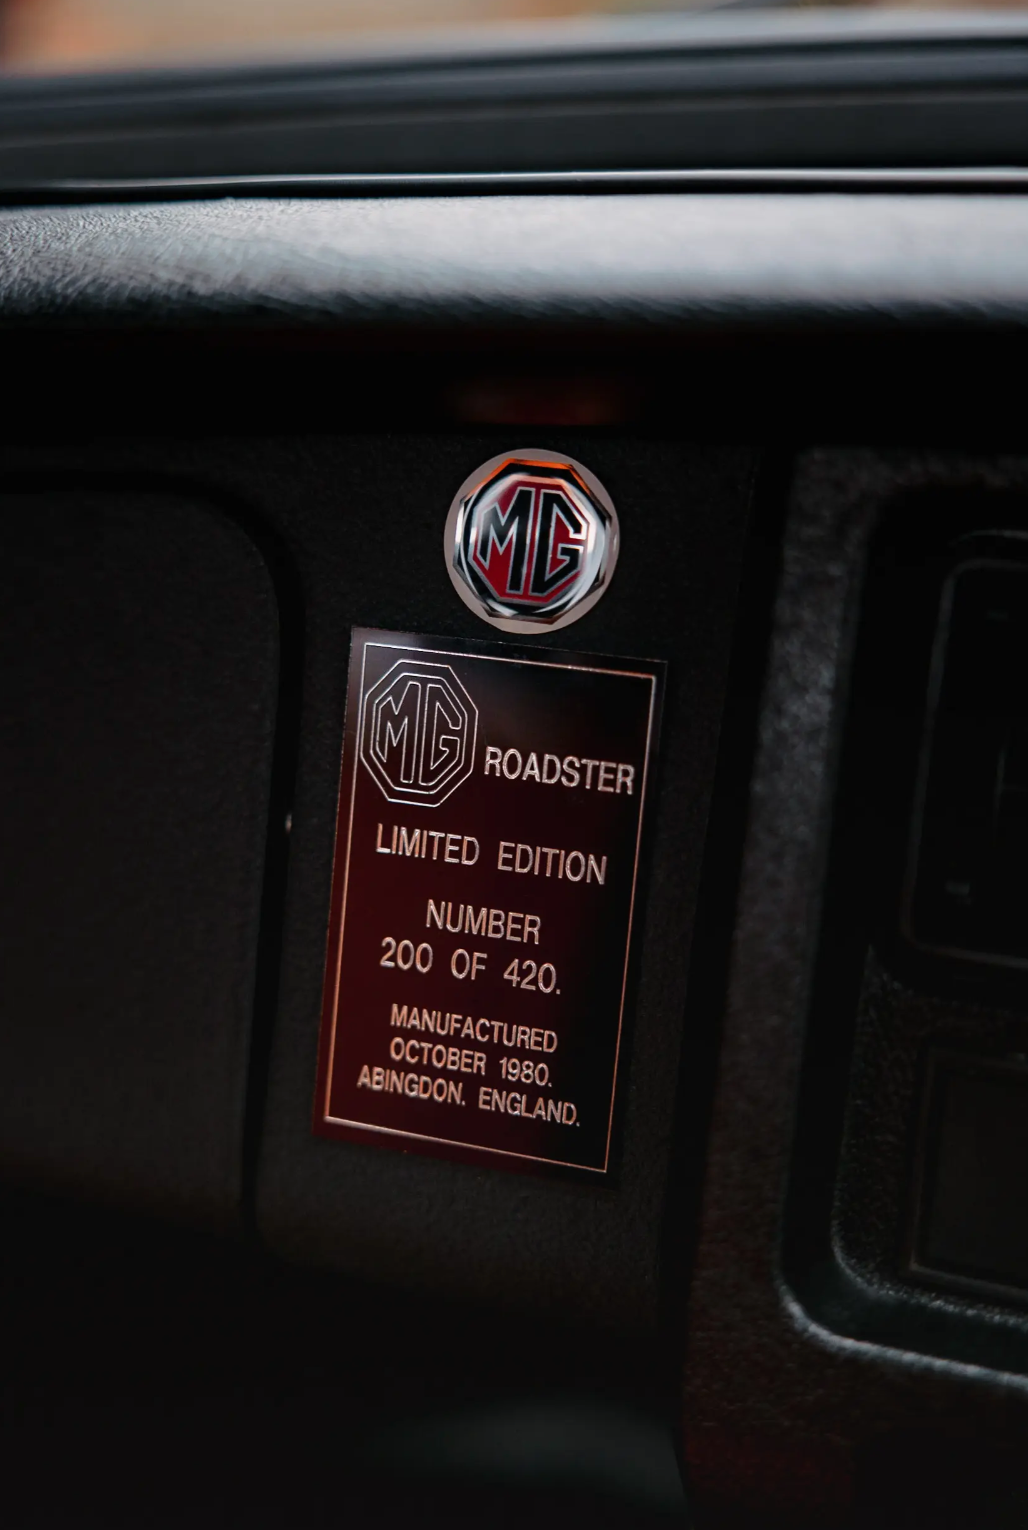 MG
MG ROADSTER
LIMITED EDITION
NUMBER
200 OF 420.
MANUFACTURED
OCTOBER 1980.
ABINGDON. ENGLAND.